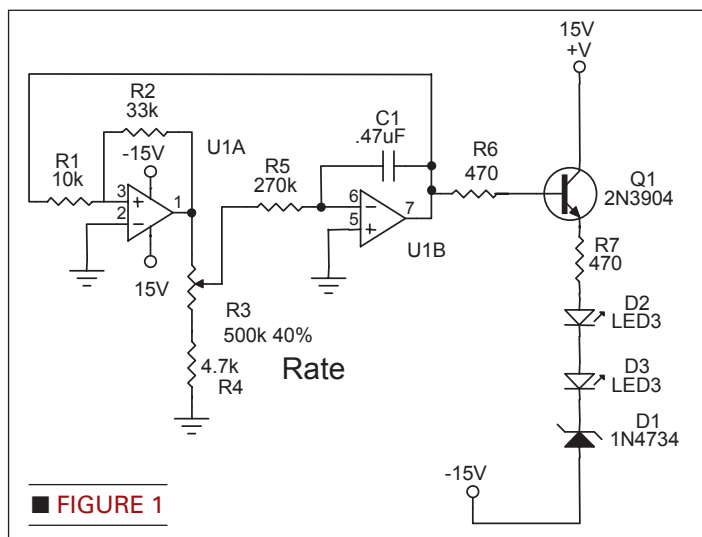 15V
+V
R2
33k
C1
.47uF
-15V
U1A
R5
270k
R6
470
R1
10k
Q1
2N3904
3
+
2
−
1
6
−
5
+
7
U1B
R7
470
15V
R3
500k 40%
D2
LED3
4.7k
R4
Rate
D3
LED3
D1
1N4734
-15V
■ FIGURE 1